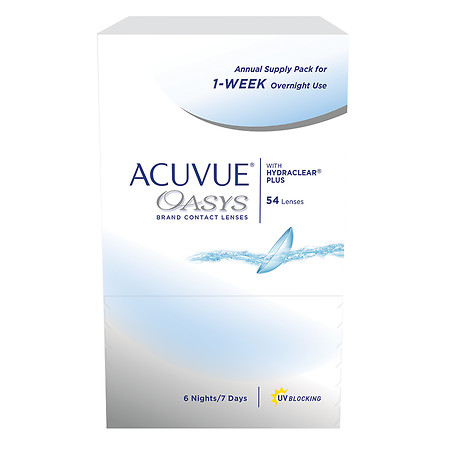 Annual Supply Pack for
1-WEEK Overnight Use
ACUVUE®
OASYS
BRAND CONTACT LENSES
WITH
HYDRACLEAR®
PLUS
54 Lenses
6 Nights/7 Days
UV BLOCKING